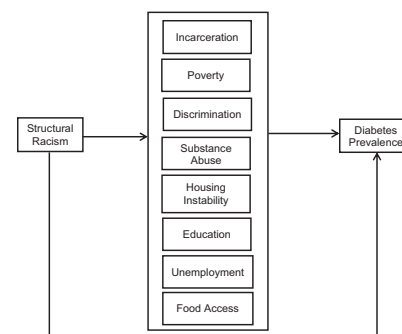 Incarceration
Poverty
Discrimination
Structural
Racism
Substance
Abuse
Diabetes
Prevalence
Housing
Instability
Education
Unemployment
Food Access